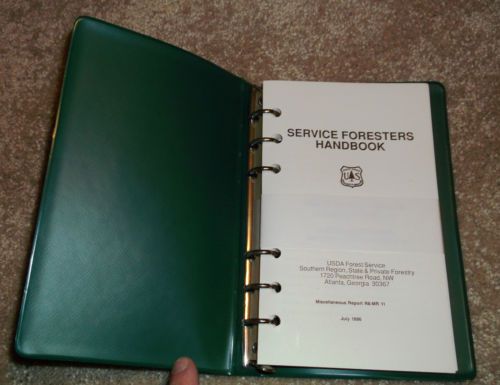 SERVICE FORESTERS
HANDBOOK
U S
USDA Forest Service
Southern Region, State & Private Forestry
1720 Peachtree Road, NW
Atlanta, Georgia 30367
Miscellaneous Report R8-MR 11
July 1986